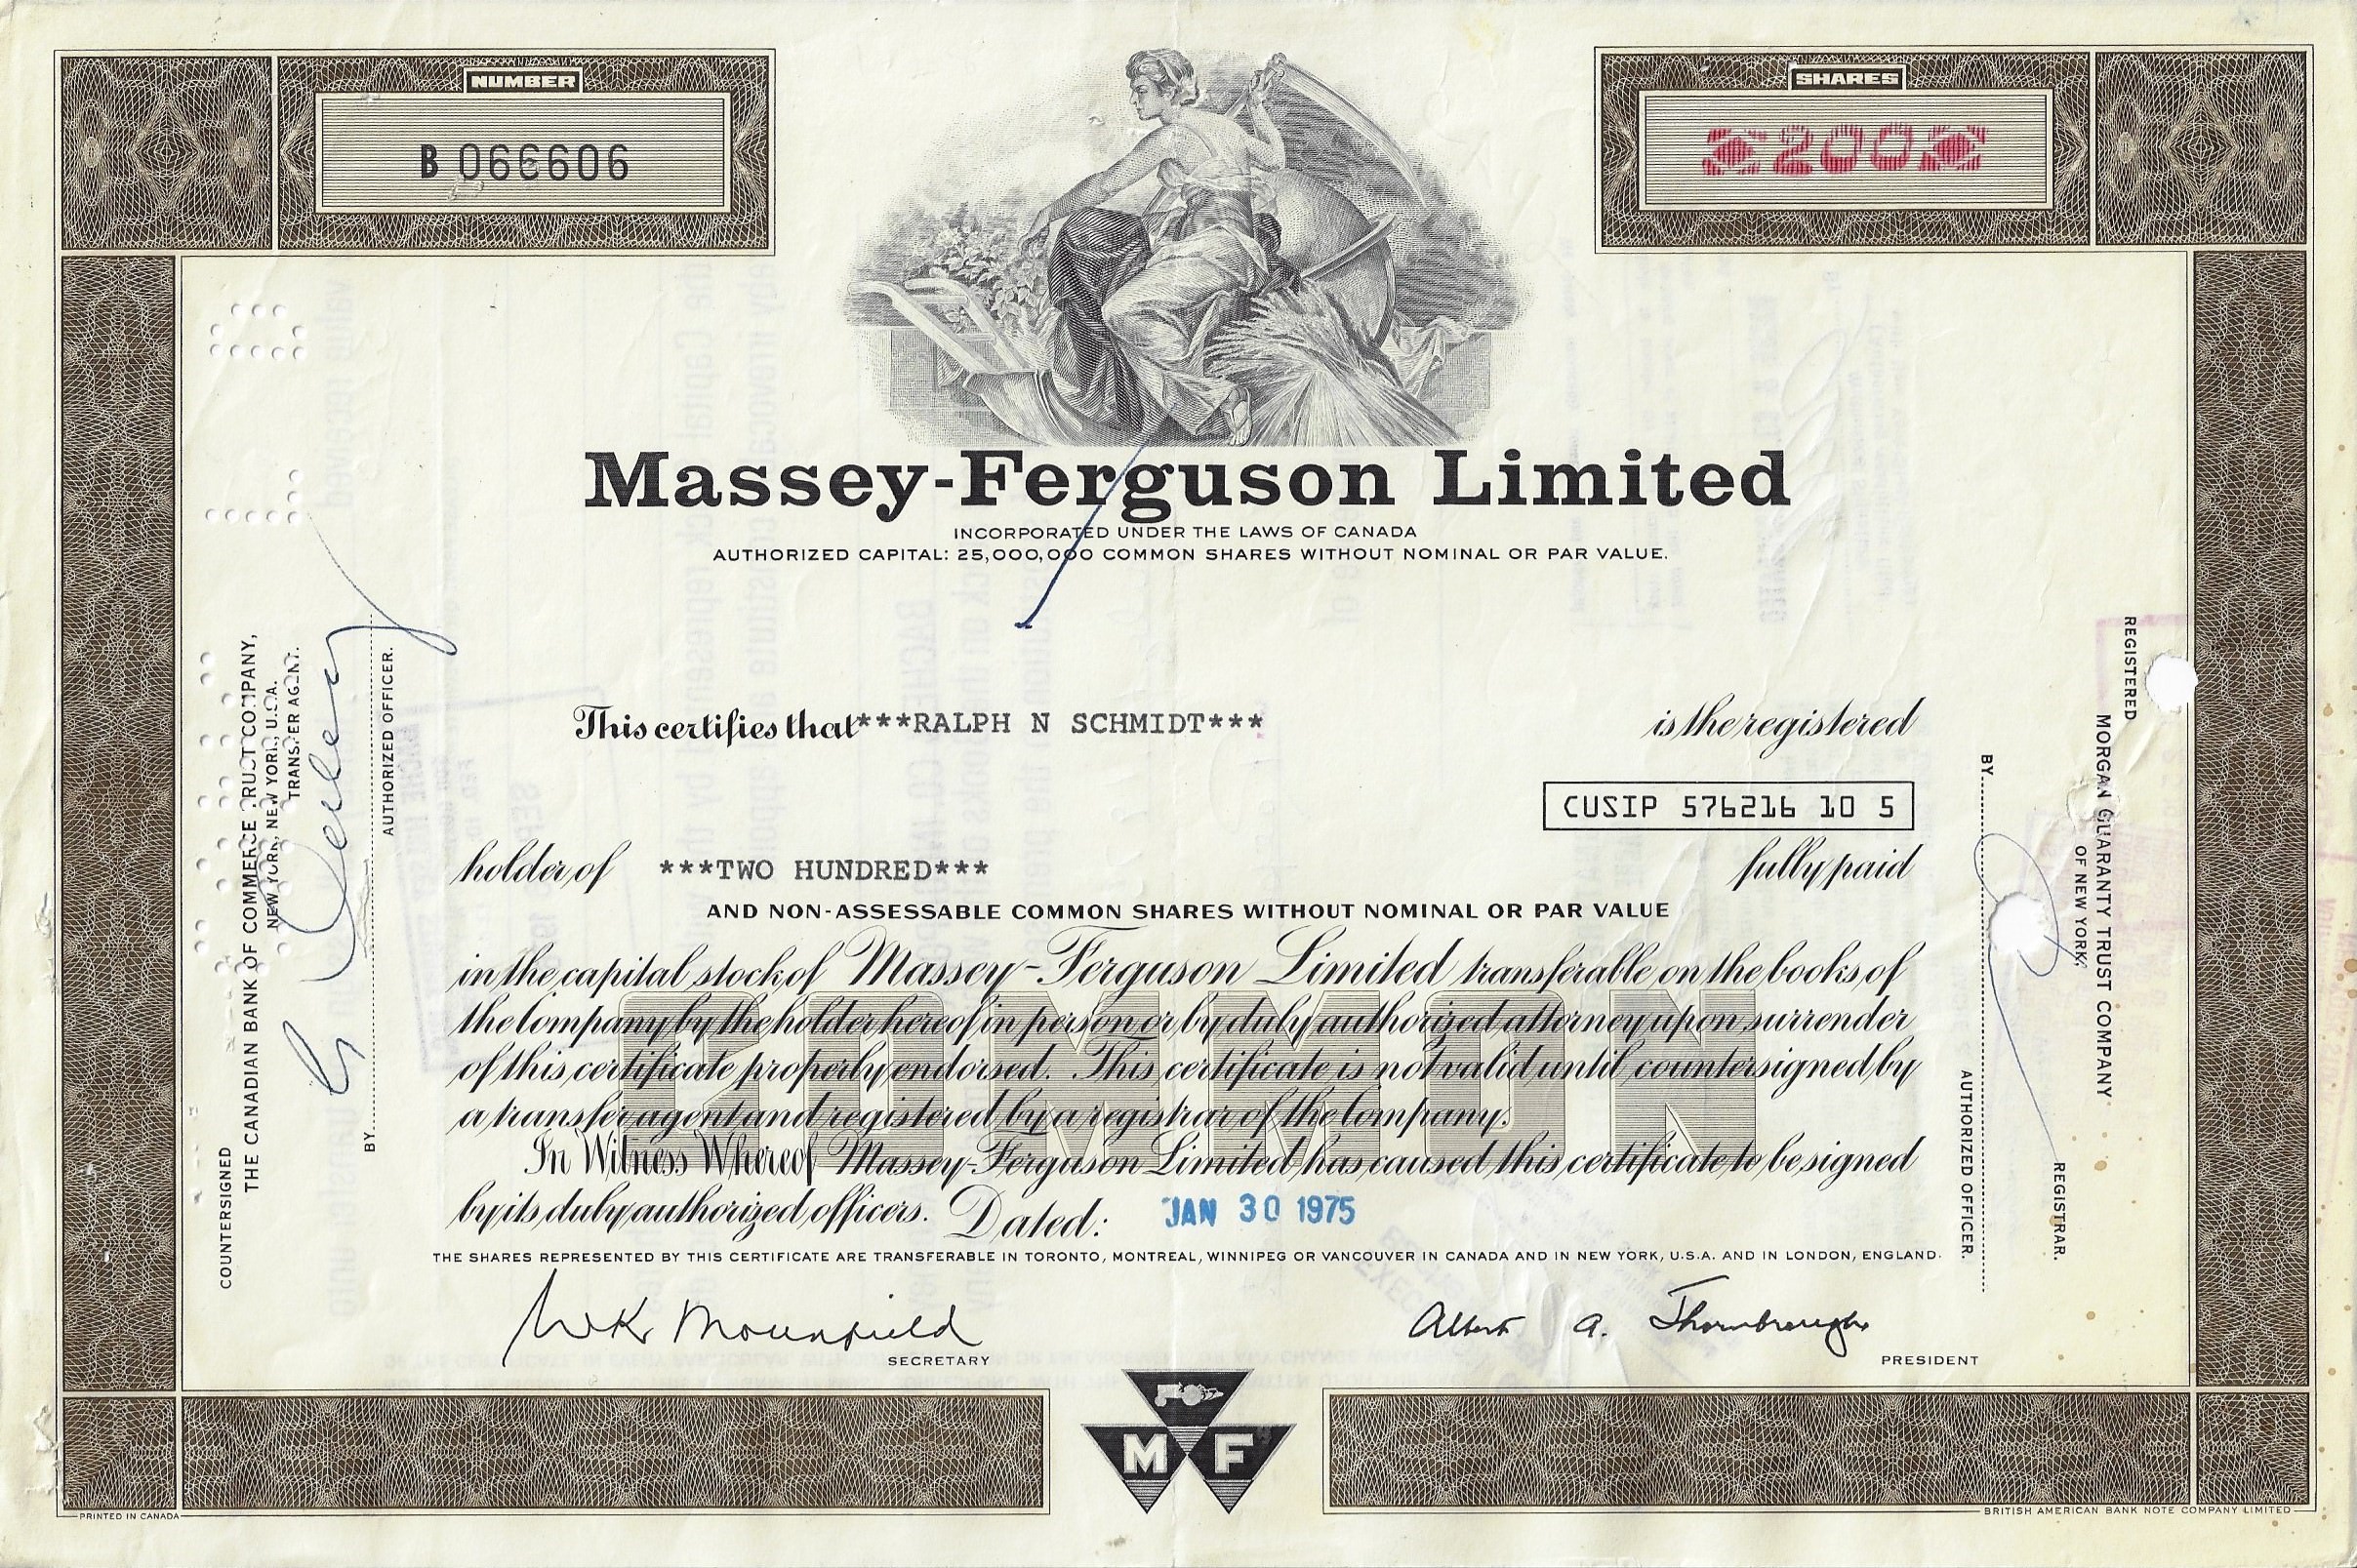 NUMBER
B 066606
SHARES
200
Massey-Ferguson Limited
INCORPORATED UNDER THE LAWS OF CANADA
AUTHORIZED CAPITAL: 25,000,000 COMMON SHARES WITHOUT NOMINAL OR PAR VALUE.
This certifies that ***RALPH N SCHMIDT*** is the registered
CUSIP 576216 10 5
holder of ***TWO HUNDRED*** fully paid
AND NON-ASSESSABLE COMMON SHARES WITHOUT NOMINAL OR PAR VALUE
in the capital stock of Massey-Ferguson Limited transferable on the books of
the Company by the holder hereof in person or by duly authorized attorney upon surrender
of this certificate properly endorsed. This certificate is not valid until countersigned by
a transfer agent and registered by a registrar of the Company.
In Witness Whereof Massey-Ferguson Limited has caused this certificate to be signed
by its duly authorized officers. Dated: JAN 30 1975
COMMON
THE SHARES REPRESENTED BY THIS CERTIFICATE ARE TRANSFERABLE IN TORONTO, MONTREAL, WINNIPEG OR VANCOUVER IN CANADA AND IN NEW YORK, U.S.A. AND IN LONDON, ENGLAND.
WK Mounfield
SECRETARY
Albert A. Thornbrough
PRESIDENT
COUNTERSIGNED
THE CANADIAN BANK OF COMMERCE TRUST COMPANY,
NEW YORK, NEW YORK, U.S.A.
TRANSFER AGENT.
BY
AUTHORIZED OFFICER.
REGISTERED
MORGAN GUARANTY TRUST COMPANY
OF NEW YORK
REGISTRAR.
BY
AUTHORIZED OFFICER.
M F
PRINTED IN CANADA
BRITISH AMERICAN BANK NOTE COMPANY LIMITED